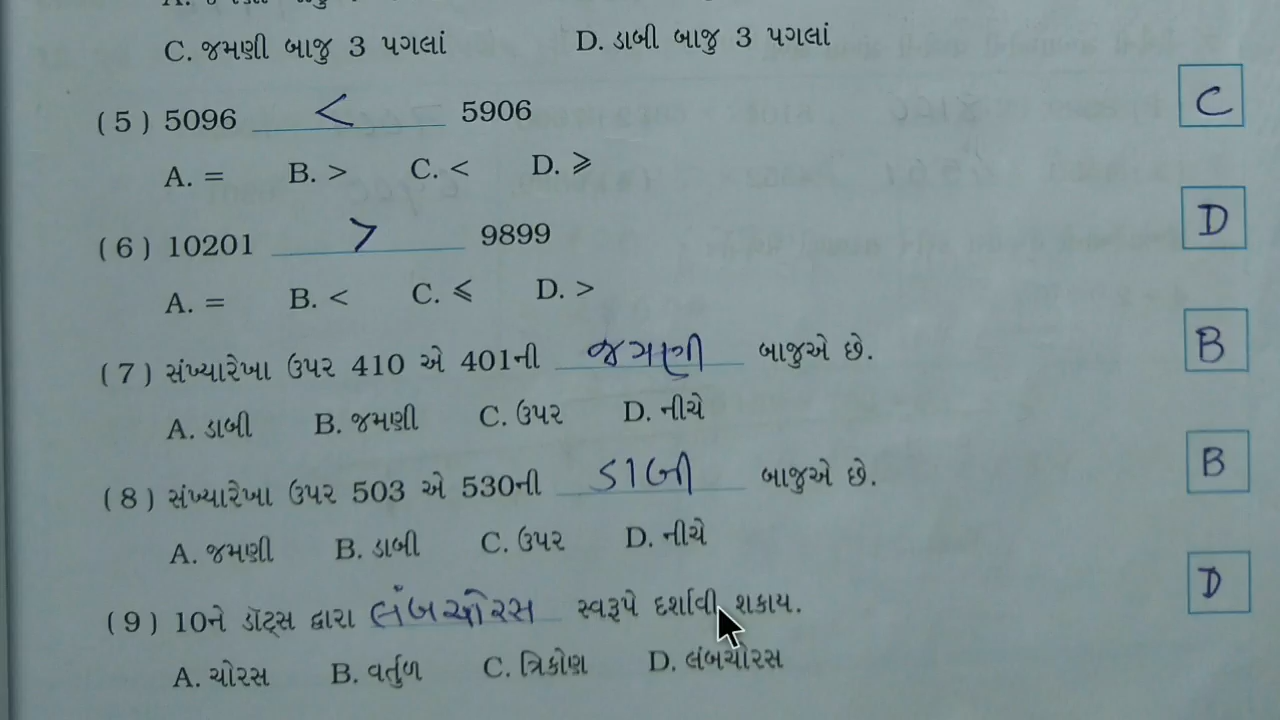 C. જમણી બાજુ 3 પગલાં D. ડાબી બાજુ 3 પગલાં
(5) 5096 < 5906 C
A. = B. > C. < D. ⩾
(6) 10201 > 9899 D
A. = B. < C. ⩽ D. >
(7) સંખ્યારેખા ઉપર 410 એ 401ની જમણી બાજુએ છે. B
A. ડાબી B. જમણી C. ઉપર D. નીચે
(8) સંખ્યારેખા ઉપર 503 એ 530ની ડાબી બાજુએ છે. B
A. જમણી B. ડાબી C. ઉપર D. નીચે
(9) 10ને ડૉટ્સ દ્વારા લંબચોરસ સ્વરૂપે દર્શાવી શકાય. D
A. ચોરસ B. વર્તુળ C. ત્રિકોણ D. લંબચોરસ